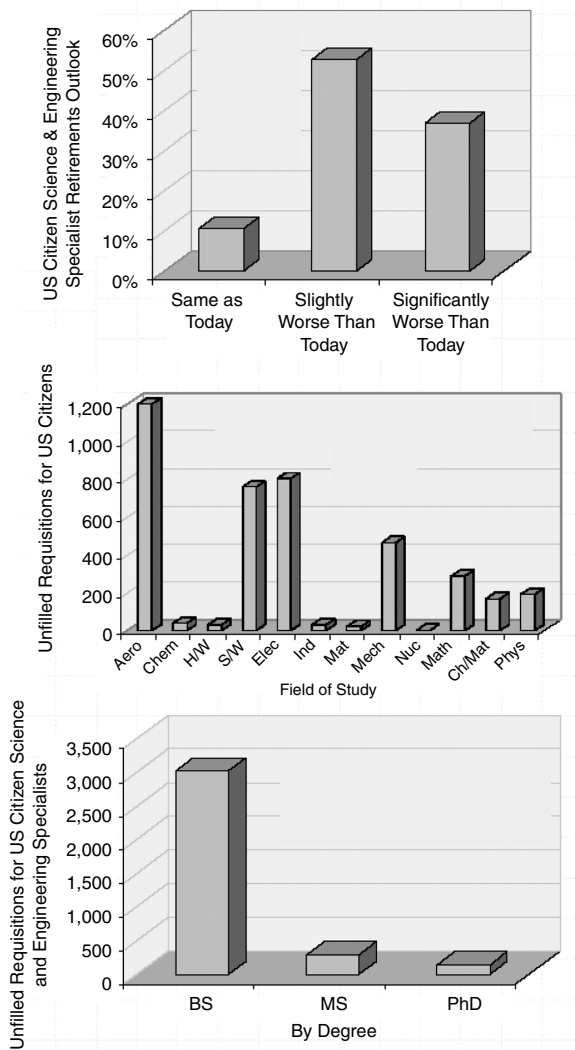 US Citizen Science & Engineering
Specialist Retirements Outlook
60%
50%
40%
30%
20%
10%
0%
Same as
Today
Slightly
Worse Than
Today
Significantly
Worse Than
Today
Unfilled Requisitions for US Citizens
1,200
1,000
800
600
400
200
0
Aero
Chem
H/W
S/W
Elec
Ind
Mat
Mech
Nuc
Math
Ch/Mat
Phys
Field of Study
Unfilled Requisitions for US Citizen Science
and Engineering Specialists
3,500
3,000
2,500
2,000
1,500
1,000
500
0
BS
MS
PhD
By Degree